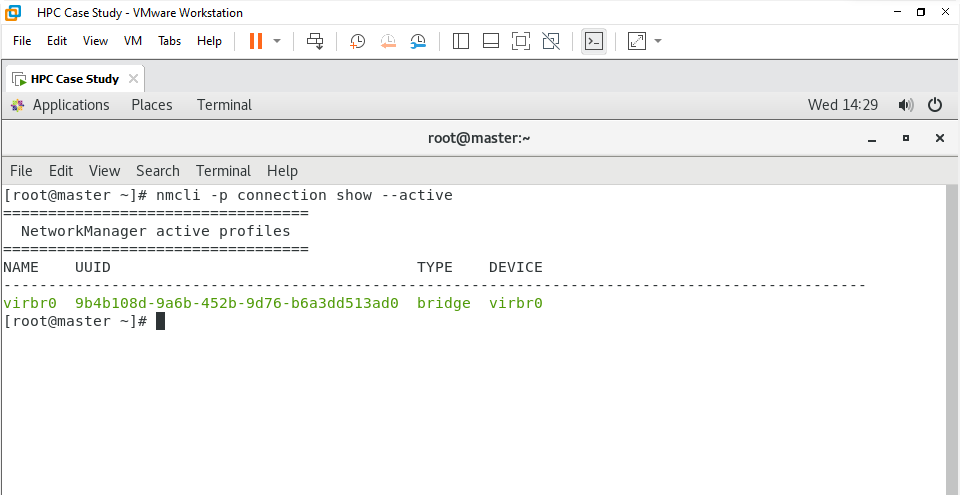 HPC Case Study - VMware Workstation
File Edit View VM Tabs Help
HPC Case Study
Applications Places Terminal Wed 14:29
root@master:~
File Edit View Search Terminal Help
[root@master ~]# nmcli -p connection show --active
==================================
NetworkManager active profiles
==================================
NAME UUID TYPE DEVICE
------------------------------------------------------------------------------------------------
virbr0 9b4b108d-9a6b-452b-9d76-b6a3dd513ad0 bridge virbr0
[root@master ~]#